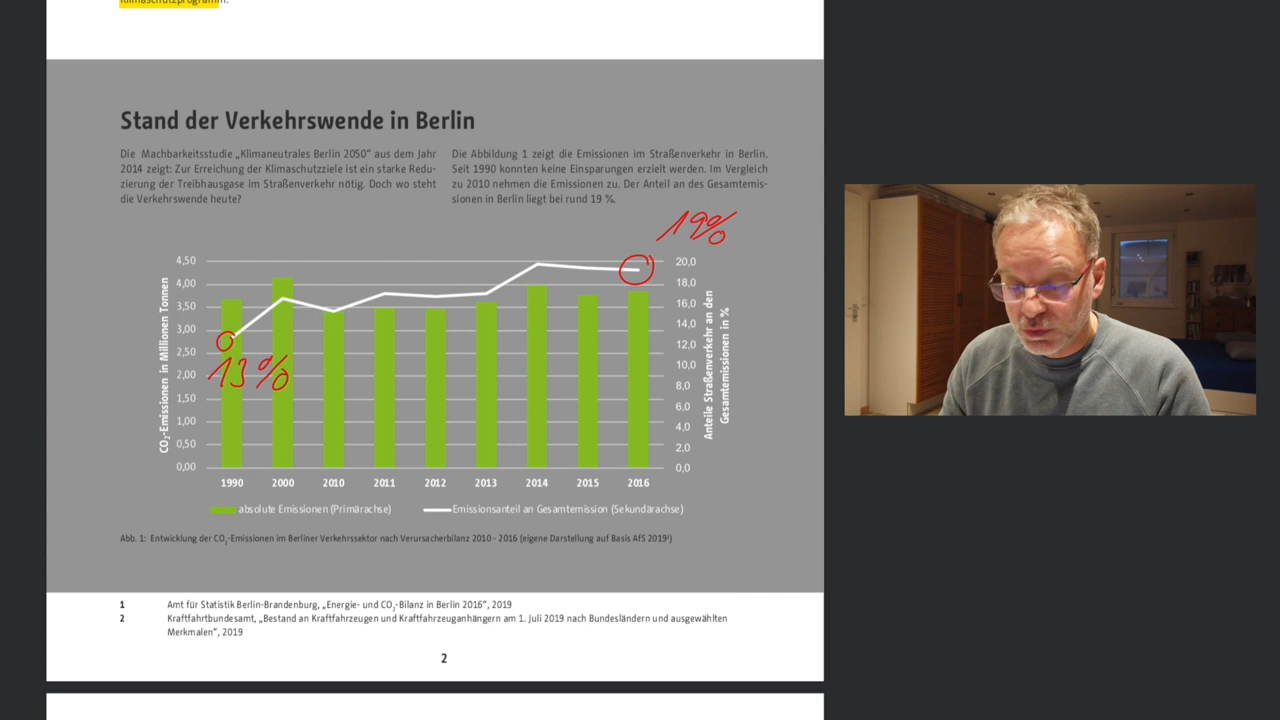 Klimaschutzprogramm.
Stand der Verkehrswende in Berlin
Die Machbarkeitsstudie „Klimaneutrales Berlin 2050“ aus dem Jahr
2014 zeigt: Zur Erreichung der Klimaschutzziele ist ein starke Redu-
zierung der Treibhausgase im Straßenverkehr nötig. Doch wo steht
die Verkehrswende heute?
Die Abbildung 1 zeigt die Emissionen im Straßenverkehr in Berlin.
Seit 1990 konnten keine Einsparungen erzielt werden. Im Vergleich
zu 2010 nehmen die Emissionen zu. Der Anteil an des Gesamtemis-
sionen in Berlin liegt bei rund 19 %.
19%
13%
CO2-Emissionen in Millionen Tonnen
4,50
4,00
3,50
3,00
2,50
2,00
1,50
1,00
0,50
0,00
20,0
18,0
16,0
14,0
12,0
10,0
8,0
6,0
4,0
2,0
0,0
Anteile Straßenverkehr an den
Gesamtemissionen in %
1990 2000 2010 2011 2012 2013 2014 2015 2016
absolute Emissionen (Primärachse) Emissionsanteil an Gesamtemission (Sekundärachse)
Abb. 1: Entwicklung der CO2-Emissionen im Berliner Verkehrssektor nach Verursacherbilanz 2010 - 2016 (eigene Darstellung auf Basis AfS 2019¹)
1 Amt für Statistik Berlin-Brandenburg, „Energie- und CO2-Bilanz in Berlin 2016“, 2019
2 Kraftfahrtbundesamt, „Bestand an Kraftfahrzeugen und Kraftfahrzeuganhängern am 1. Juli 2019 nach Bundesländern und ausgewählten
Merkmalen“, 2019
2